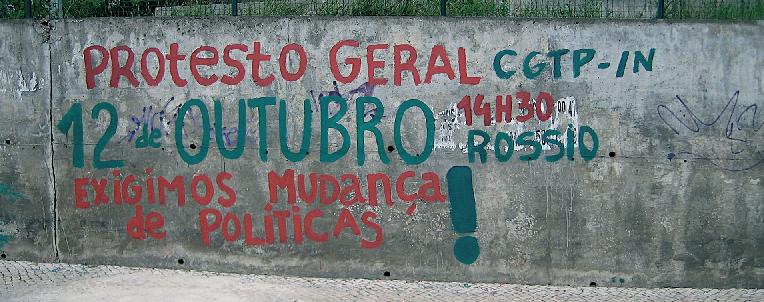 PROTESTO GERAL CGTP-IN
12 de OUTUBRO 14H30
ROSSIO
EXIGIMOS MUDANÇA
de POLÍTICAS !